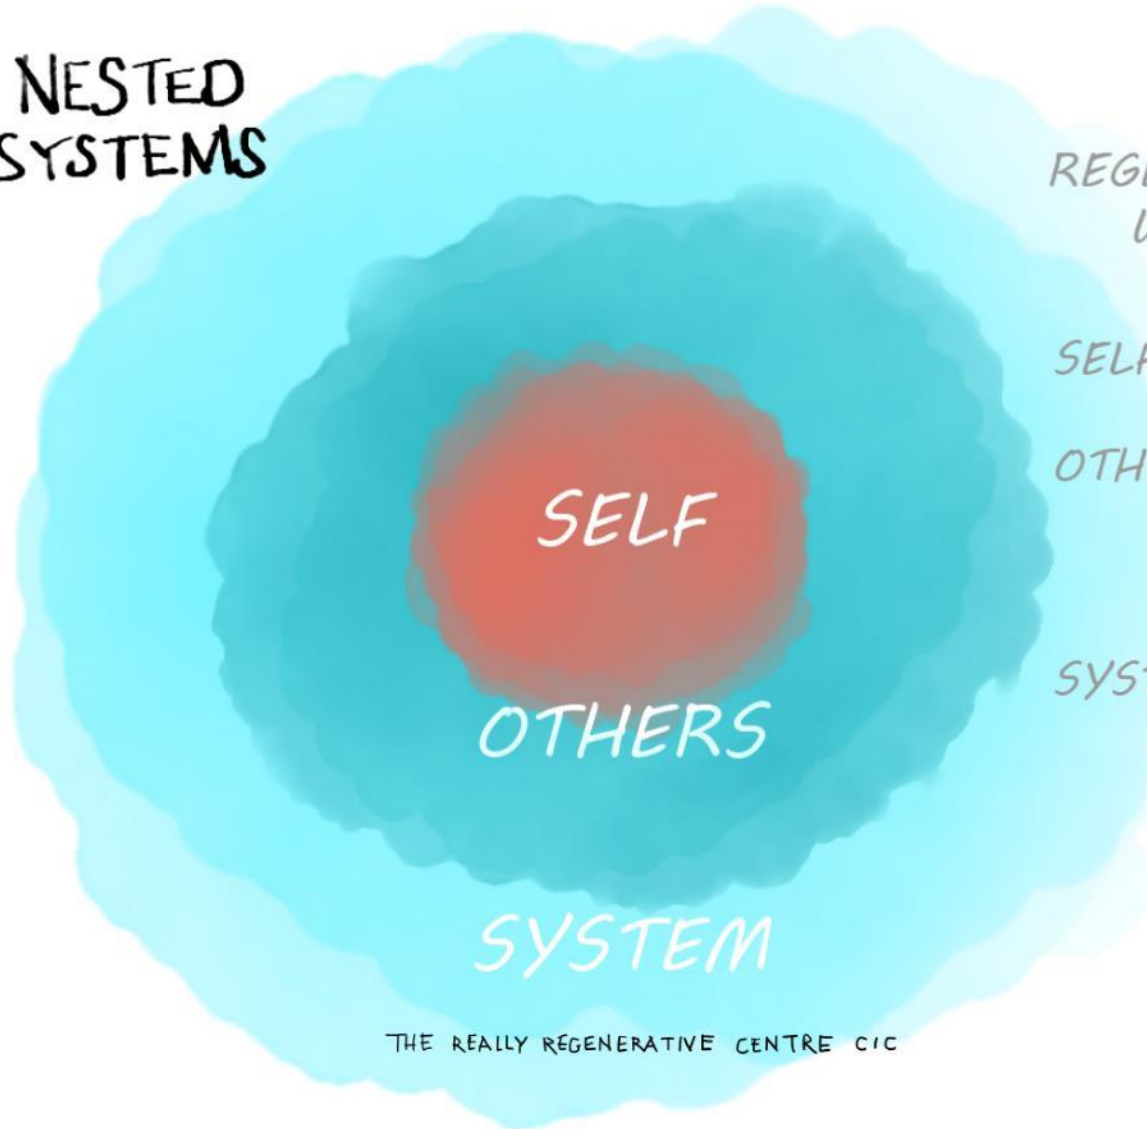 NESTED
SYSTEMS
SELF
OTHERS
SYSTEM
THE REALLY REGENERATIVE CENTRE CIC